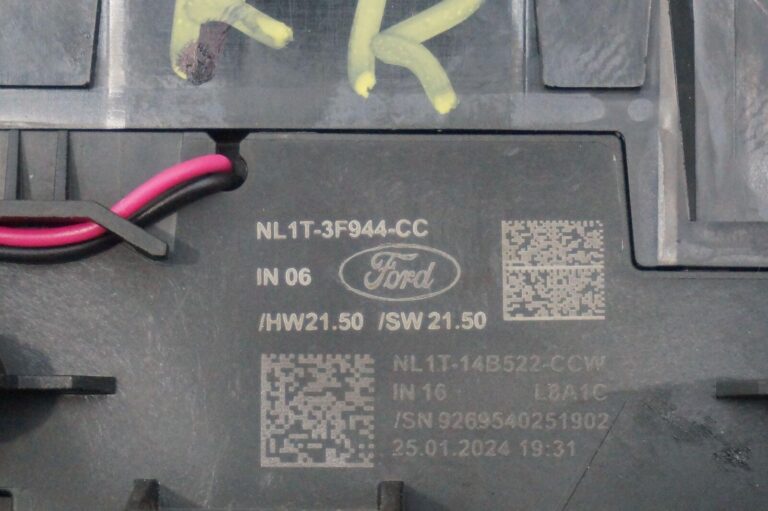 NL1T-3F944-CC
IN 06 Ford
/HW21.50 /SW 21.50
NL1T-14B522-CCW
IN 16 L8A1C
/SN 9269540251902
25.01.2024 19:31